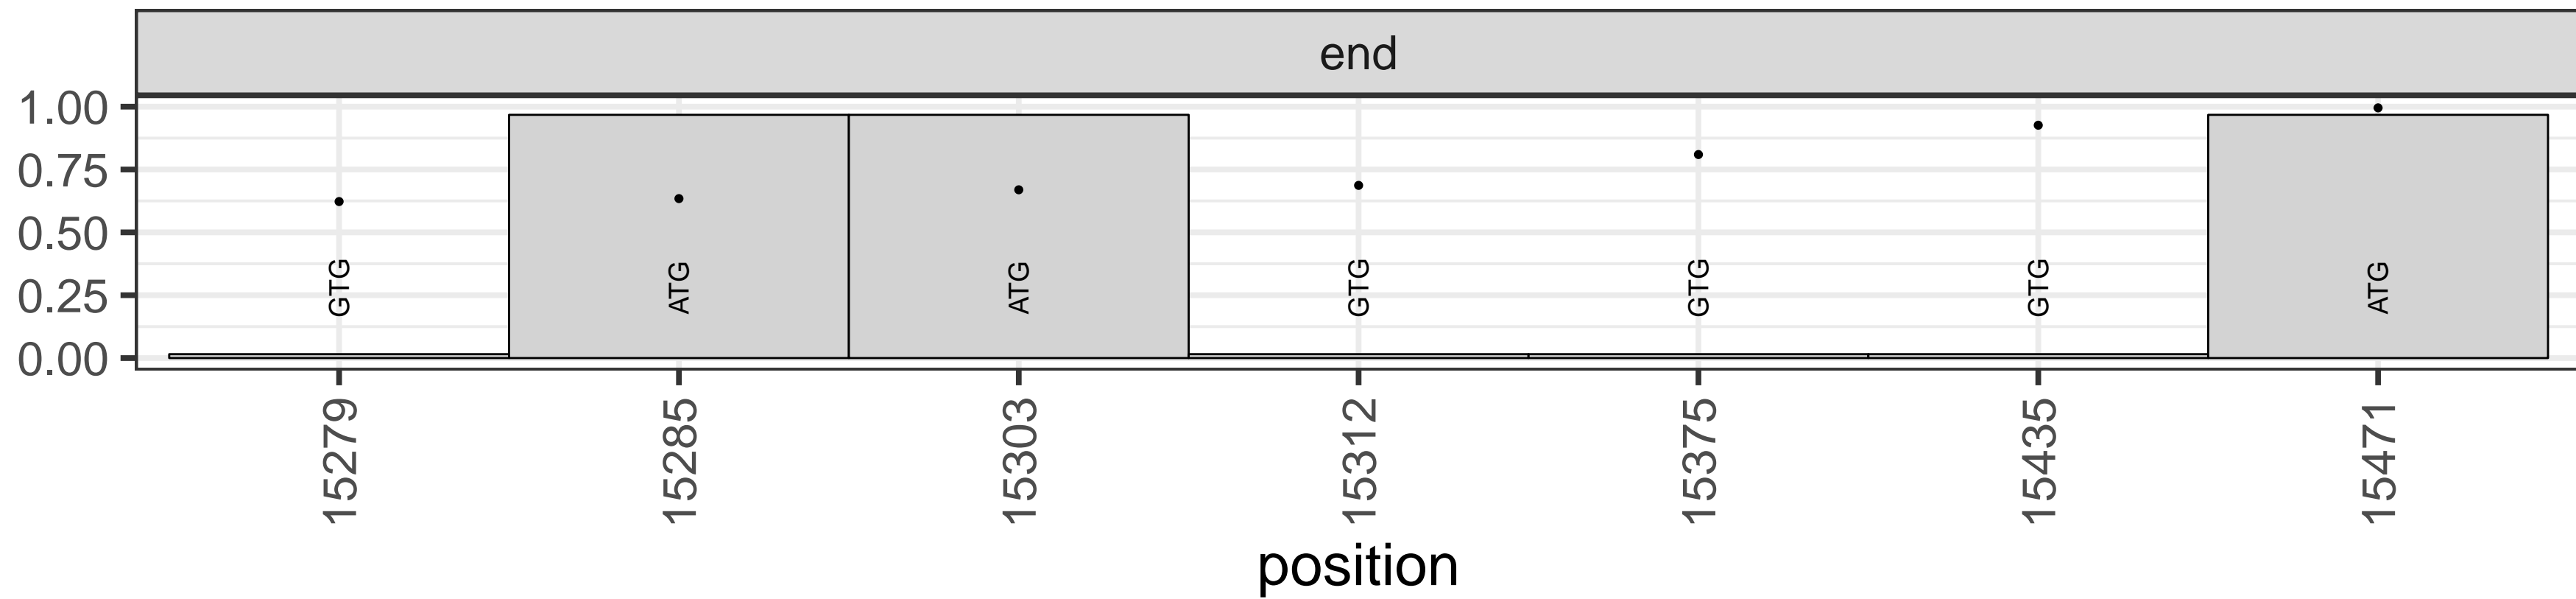 end
1.00
0.75
0.50
0.25
0.00
GTG
ATG
ATG
GTG
GTG
GTG
ATG
15279
15285
15303
15312
15375
15435
15471
position